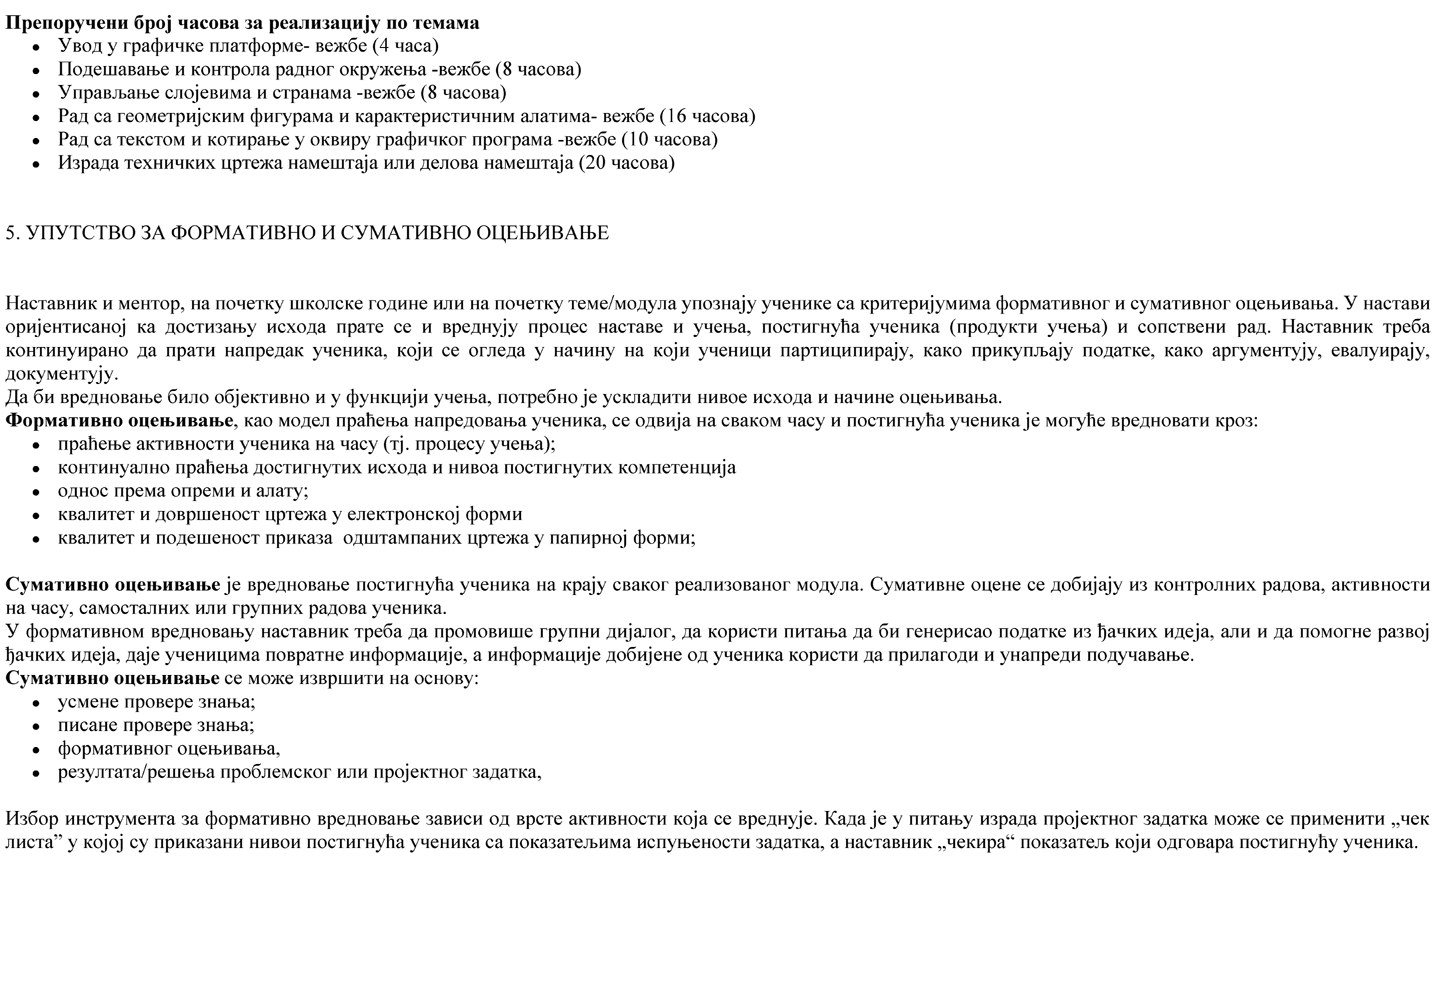 Препоручени број часова за реализацију по темама
• Увод у графичке платформе- вежбе (4 часа)
• Подешавање и контрола радног окружења -вежбе (8 часова)
• Управљање слојевима и странама -вежбе (8 часова)
• Рад са геометријским фигурама и карактеристичним алатима- вежбе (16 часова)
• Рад са текстом и котирање у оквиру графичког програма -вежбе (10 часова)
• Израда техничких цртежа намештаја или делова намештаја (20 часова)
5. УПУТСТВО ЗА ФОРМАТИВНО И СУМАТИВНО ОЦЕЊИВАЊЕ
Наставник и ментор, на почетку школске године или на почетку теме/модула упознају ученике са критеријумима формативног и сумативног оцењивања. У настави
оријентисаној ка достизању исхода прате се и вреднују процес наставе и учења, постигнућа ученика (продукти учења) и сопствени рад. Наставник треба
континуирано да прати напредак ученика, који се огледа у начину на који ученици партиципирају, како прикупљају податке, како аргументују, евалуирају,
документују.
Да би вредновање било објективно и у функцији учења, потребно је ускладити нивое исхода и начине оцењивања.
Формативно оцењивање, као модел праћења напредовања ученика, се одвија на сваком часу и постигнућа ученика је могуће вредновати кроз:
• праћење активности ученика на часу (тј. процесу учења);
• континуално праћења достигнутих исхода и нивоа постигнутих компетенција
• однос према опреми и алату;
• квалитет и довршеност цртежа у електронској форми
• квалитет и подешеност приказа  одштампаних цртежа у папирној форми;
Сумативно оцењивање је вредновање постигнућа ученика на крају сваког реализованог модула. Сумативне оцене се добијају из контролних радова, активности
на часу, самосталних или групних радова ученика.
У формативном вредновању наставник треба да промовише групни дијалог, да користи питања да би генерисао податке из ђачких идеја, али и да помогне развој
ђачких идеја, даје ученицима повратне информације, а информације добијене од ученика користи да прилагоди и унапреди подучавање.
Сумативно оцењивање се може извршити на основу:
• усмене провере знања;
• писане провере знања;
• формативног оцењивања,
• резултата/решења проблемског или пројектног задатка,
Избор инструмента за формативно вредновање зависи од врсте активности која се вреднује. Када је у питању израда пројектног задатка може се применити „чек
листа” у којој су приказани нивои постигнућа ученика са показатељима испуњености задатка, а наставник „чекира“ показатељ који одговара постигнућу ученика.